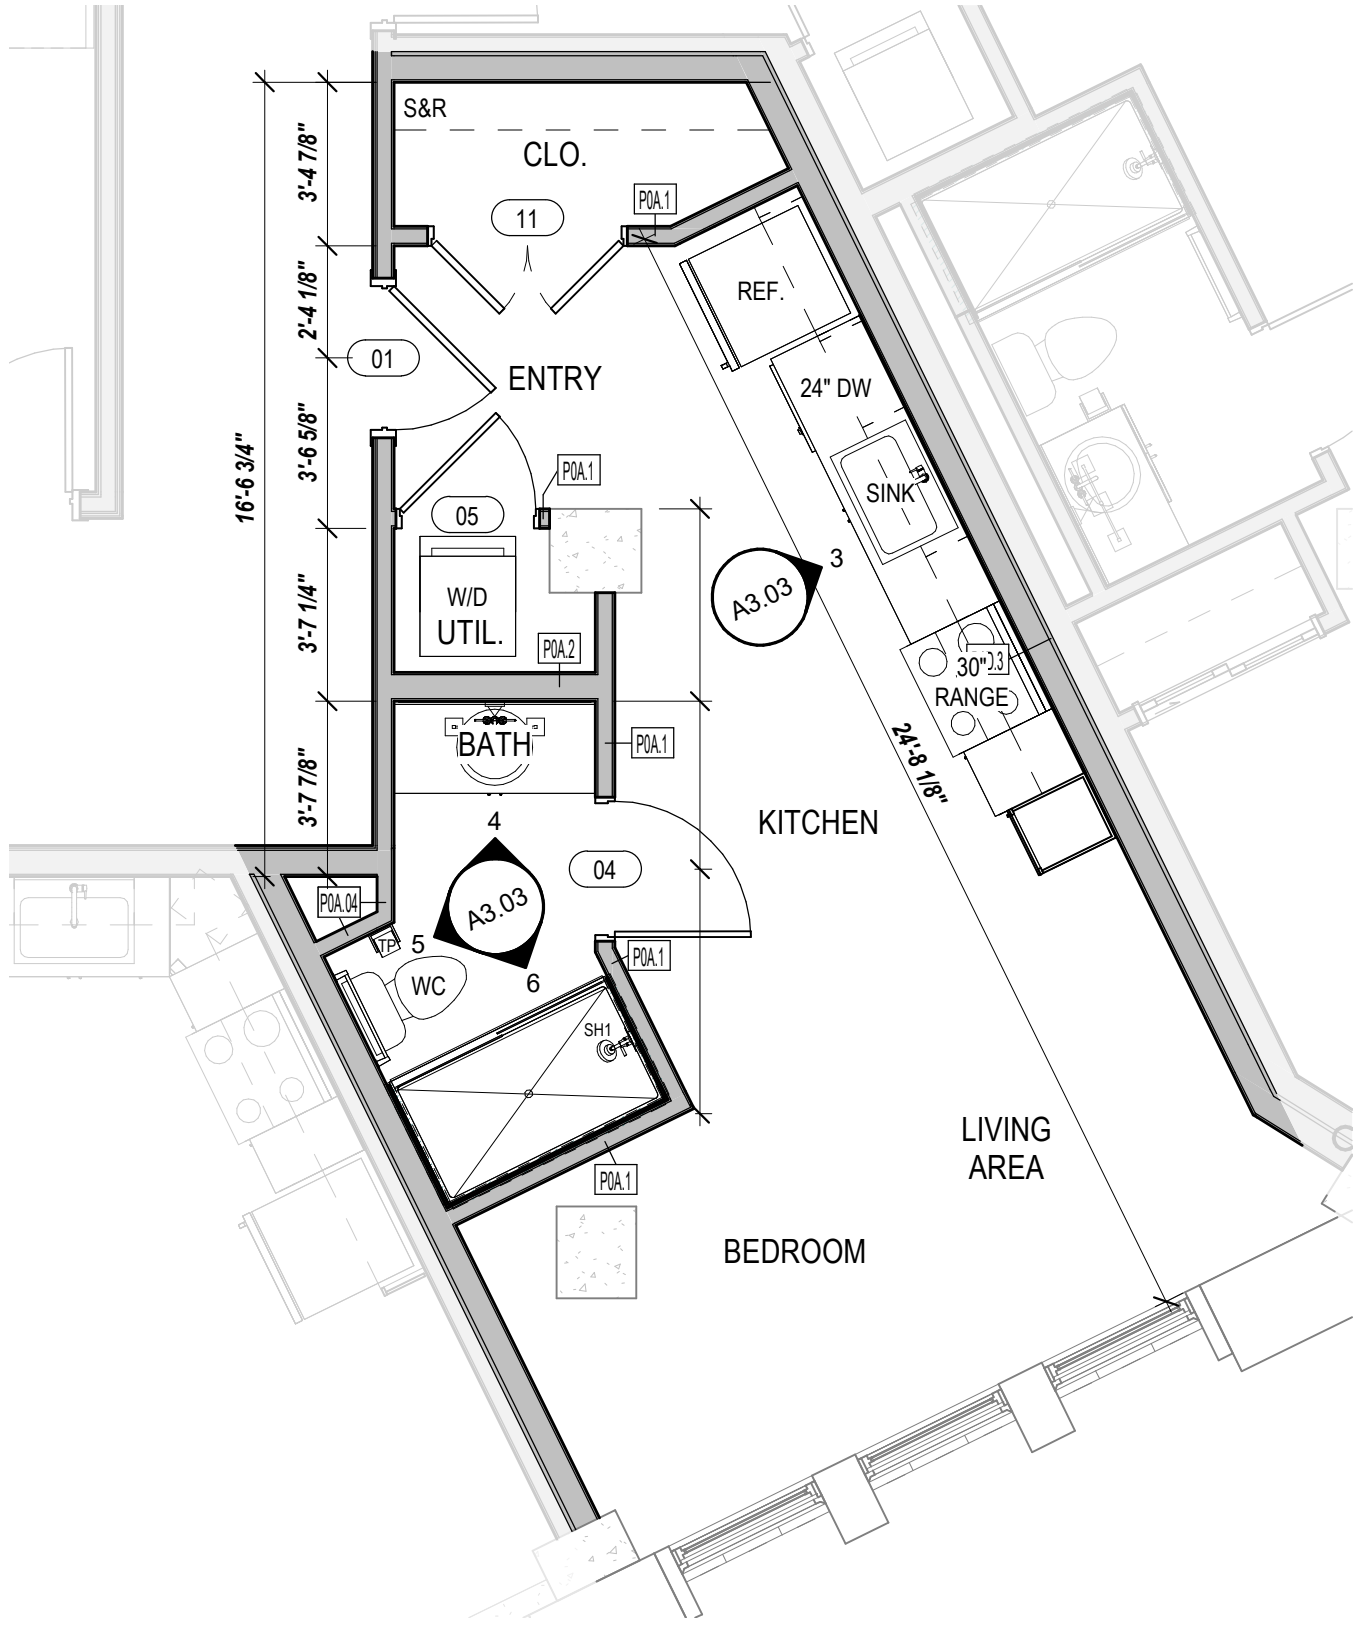 S&R
CLO.
3'-4 7/8"
P0A.1
11
REF.
2'-4 1/8"
01
ENTRY
24" DW
16'-6 3/4"
3'-6 5/8"
P0A.1
SINK
05
3
A3.03
W/D
UTIL.
3'-7 1/4"
P0A.2
30"
RANGE
24'-8 1/8"
BATH
P0A.1
3'-7 7/8"
KITCHEN
4
04
A3.03
P0A.04
TP
5
P0A.1
WC
6
SH1
LIVING
AREA
P0A.1
BEDROOM